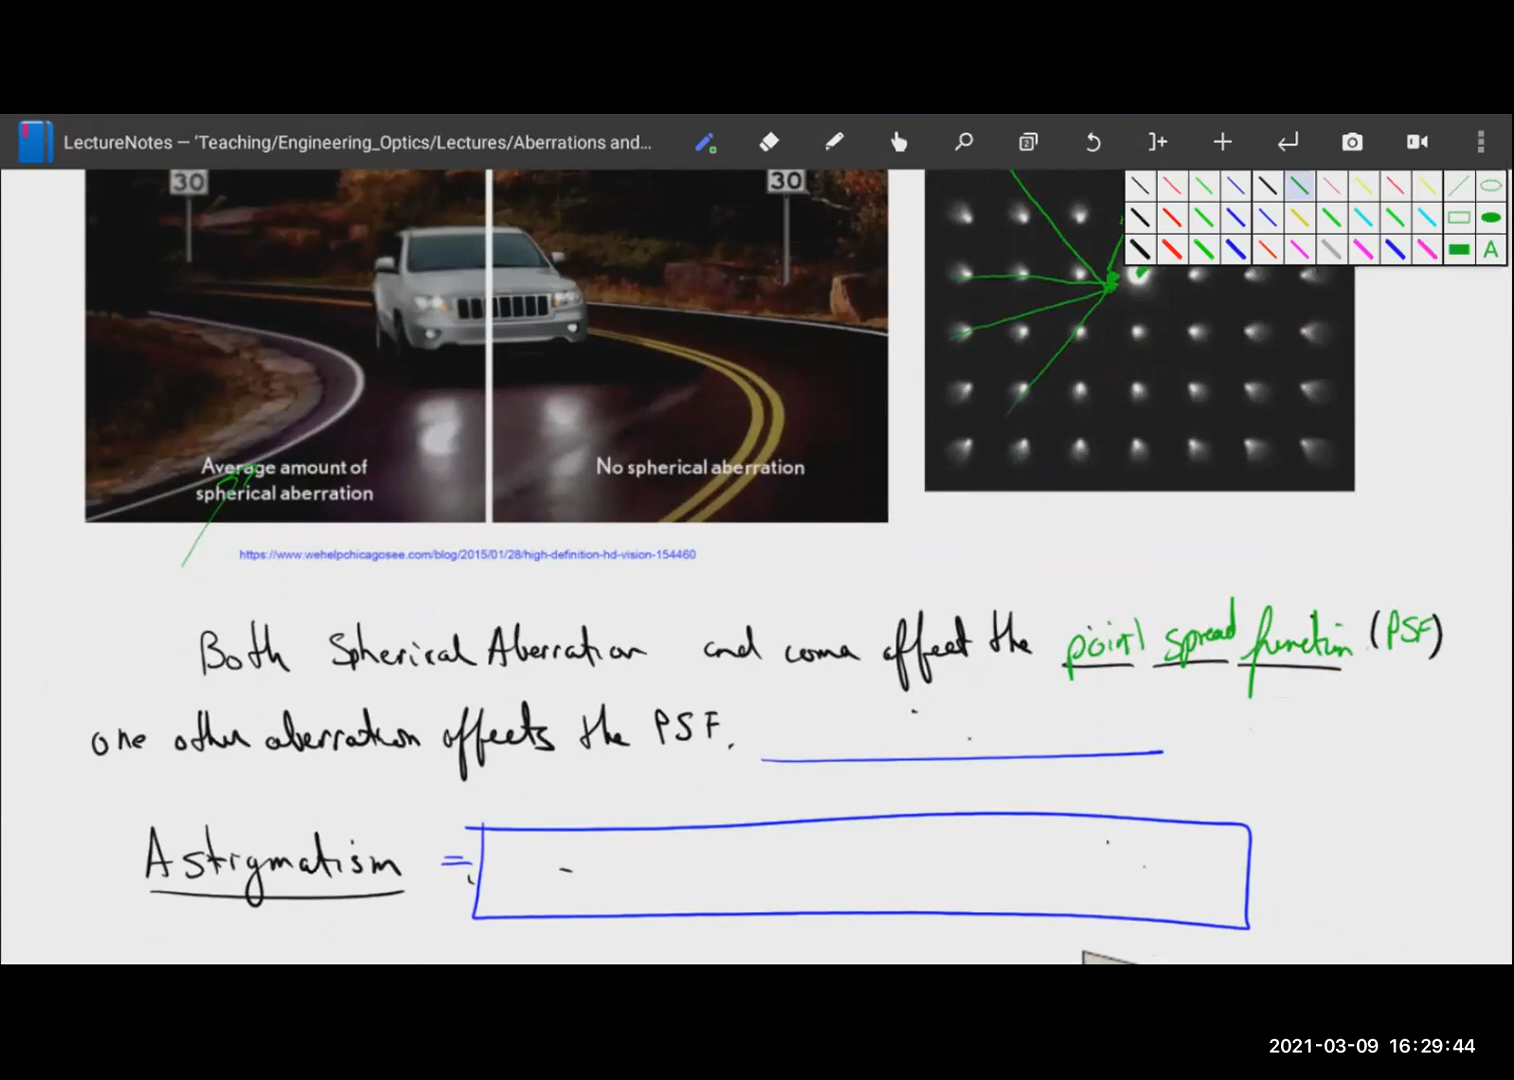 LectureNotes — ‘Teaching/Engineering_Optics/Lectures/Aberrations and...
30
30
Average amount of
spherical aberration
No spherical aberration
https://www.wehelpchicagosee.com/blog/2015/01/28/high-definition-hd-vision-154460
Both Spherical Aberration and coma affect the point spread function (PSF)
one other aberration affects the PSF.
Astigmatism =
A
2021-03-09 16:29:44